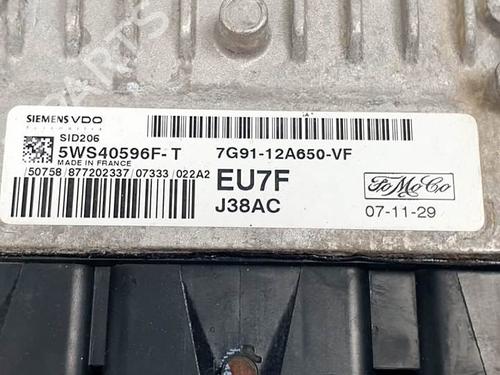 SIEMENS VDO
SID206
5WS40596F-T
MADE IN FRANCE
7G91-12A650-VF
/50758/877202337/07333/022A2
EU7F
J38AC
FoMoCo
07-11-29